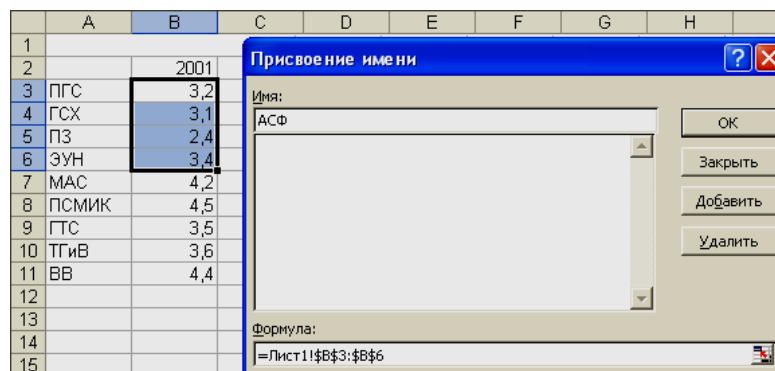 A B C D E F G H
1
2 2001
3 ПГС 3,2
4 ГСХ 3,1
5 ПЗ 2,4
6 ЭУН 3,4
7 МАС 4,2
8 ПСМИК 4,5
9 ГТС 3,5
10 ТГиВ 3,6
11 ВВ 4,4
12
13
14
15
Присвоение имени
Имя:
АСФ
ОК
Закрыть
Добавить
Удалить
Формула:
=Лист1!$B$3:$B$6